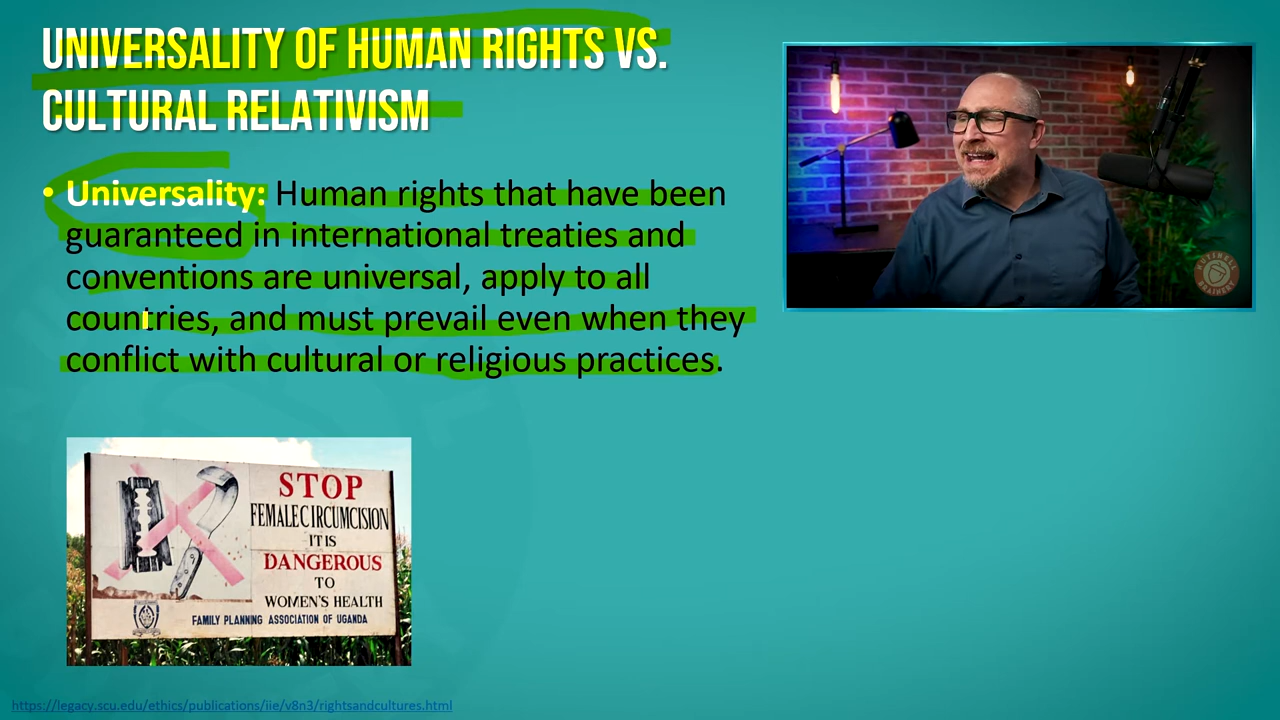 UNIVERSALITY OF HUMAN RIGHTS VS.
CULTURAL RELATIVISM
• Universality: Human rights that have been
guaranteed in international treaties and
conventions are universal, apply to all
countries, and must prevail even when they
conflict with cultural or religious practices.
STOP
FEMALE CIRCUMCISION
IT IS
DANGEROUS
TO
WOMEN'S HEALTH
FAMILY PLANNING ASSOCIATION OF UGANDA
https://legacy.scu.edu/ethics/publications/iie/v8n3/rightsandcultures.html
NUTSHELL
BRAINERY